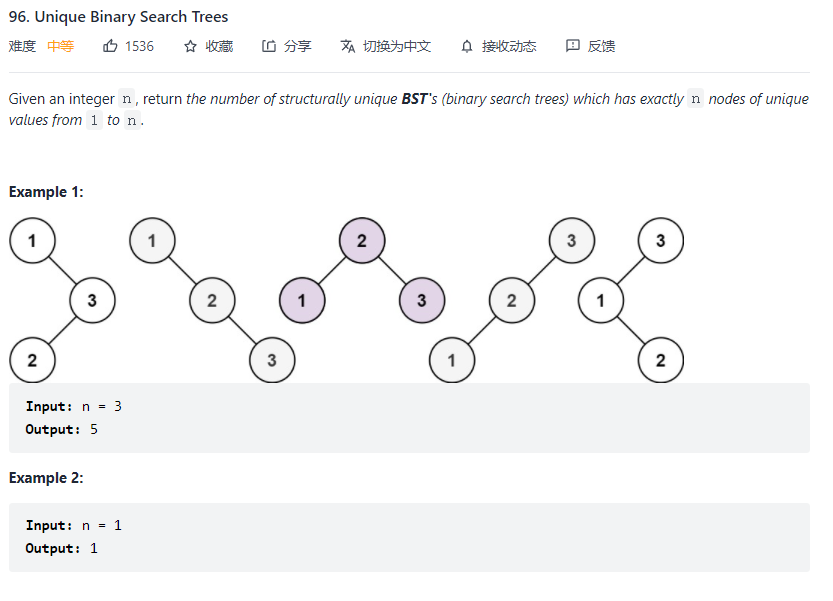 96. Unique Binary Search Trees
难度 中等 1536 收藏 分享 切换为中文 接收动态 反馈
Given an integer n, return the number of structurally unique BST's (binary search trees) which has exactly n nodes of unique
values from 1 to n.
Example 1:
1 1 2 3 3
3 2 1 3 2 1
2 3 1 2
Input: n = 3
Output: 5
Example 2:
Input: n = 1
Output: 1